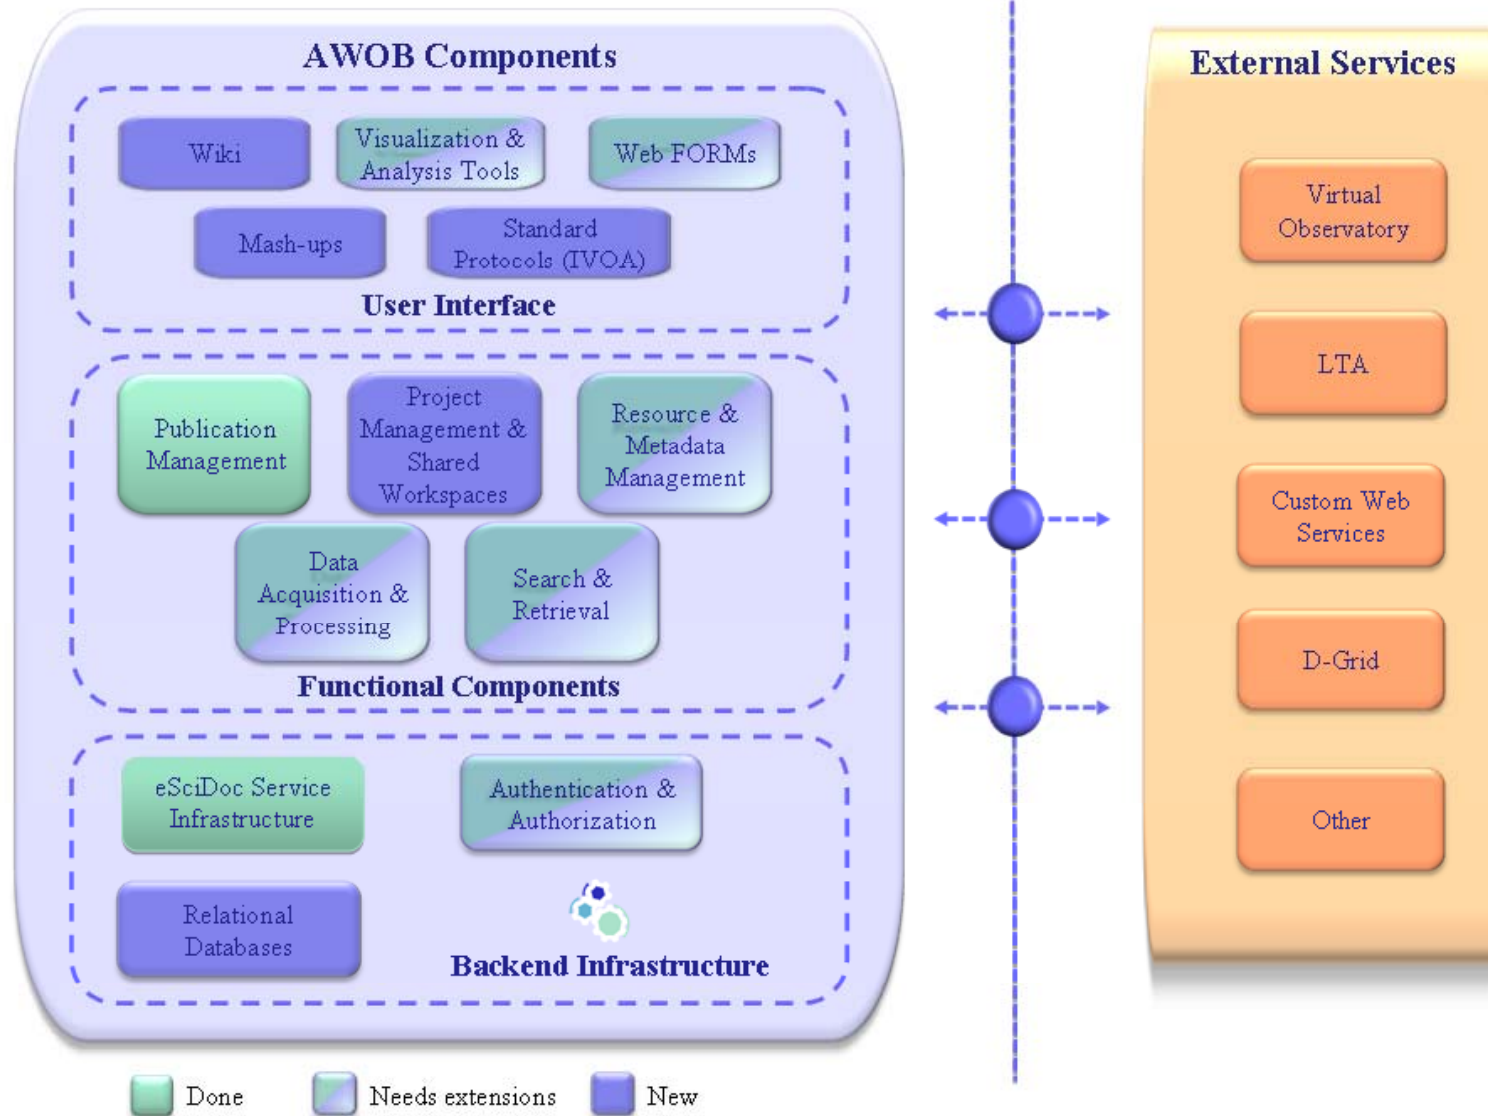 AWOB Components
Wiki
Visualization &
Analysis Tools
Web FORMs
Mash-ups
Standard
Protocols (IVOA)
User Interface
Publication
Management
Project
Management &
Shared
Workspaces
Resource &
Metadata
Management
Data
Acquisition &
Processing
Search &
Retrieval
Functional Components
eSciDoc Service
Infrastructure
Authentication &
Authorization
Relational
Databases
Backend Infrastructure
Done
Needs extensions
New
External Services
Virtual
Observatory
LTA
Custom Web
Services
D-Grid
Other